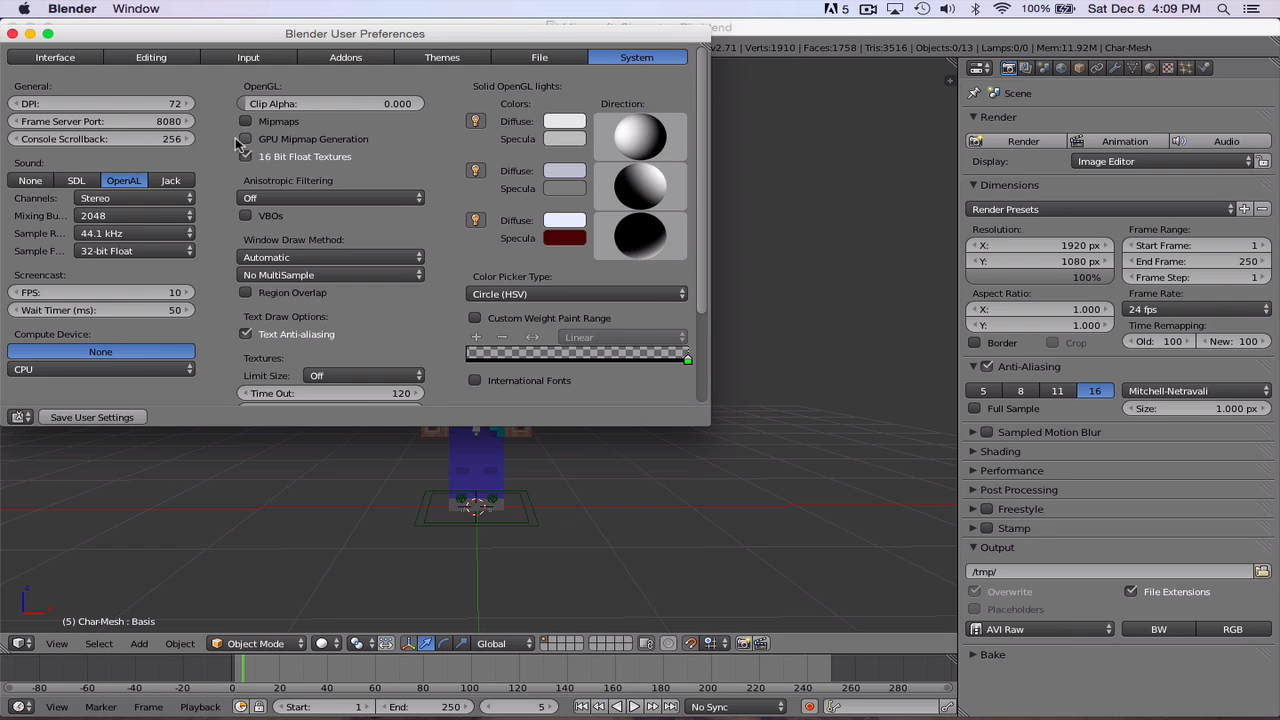 Blender Window 5 100% Sat Dec 6 4:09 PM
Blender User Preferences
v2.71 | Verts:1910 | Faces:1758 | Tris:3516 | Objects:0/13 | Lamps:0/0 | Mem:11.92M | Char-Mesh
Interface Editing Input Addons Themes File System
General:
DPI: 72
Frame Server Port: 8080
Console Scrollback: 256
Sound:
None SDL OpenAL Jack
Channels: Stereo
Mixing Bu... 2048
Sample R... 44.1 kHz
Sample F... 32-bit Float
Screencast:
FPS: 10
Wait Timer (ms): 50
Compute Device:
None
CPU
OpenGL:
Clip Alpha: 0.000
Mipmaps
GPU Mipmap Generation
16 Bit Float Textures
Anisotropic Filtering
Off
VBOs
Window Draw Method:
Automatic
No MultiSample
Region Overlap
Text Draw Options:
Text Anti-aliasing
Textures:
Limit Size: Off
Time Out: 120
Solid OpenGL lights:
Colors: Direction:
Diffuse:
Specula
Diffuse:
Specula
Diffuse:
Specula
Color Picker Type:
Circle (HSV)
Custom Weight Paint Range
Linear
International Fonts
Save User Settings
Scene
Render
Render Animation Audio
Display: Image Editor
Dimensions
Render Presets
Resolution: Frame Range:
X: 1920 px Start Frame: 1
Y: 1080 px End Frame: 250
100% Frame Step: 1
Aspect Ratio: Frame Rate:
X: 1.000 24 fps
Y: 1.000 Time Remapping:
Border Crop Old: 100 New: 100
Anti-Aliasing
5 8 11 16 Mitchell-Netravali
Full Sample Size: 1.000 px
Sampled Motion Blur
Shading
Performance
Post Processing
Freestyle
Stamp
Output
/tmp/
Overwrite File Extensions
Placeholders
AVI Raw BW RGB
Bake
z
(5) Char-Mesh : Basis
View Select Add Object Object Mode Global
-80 -60 -40 -20 0 20 40 60 80 100 120 140 160 180 200 220 240 260 280
View Marker Frame Playback Start: 1 End: 250 5 No Sync